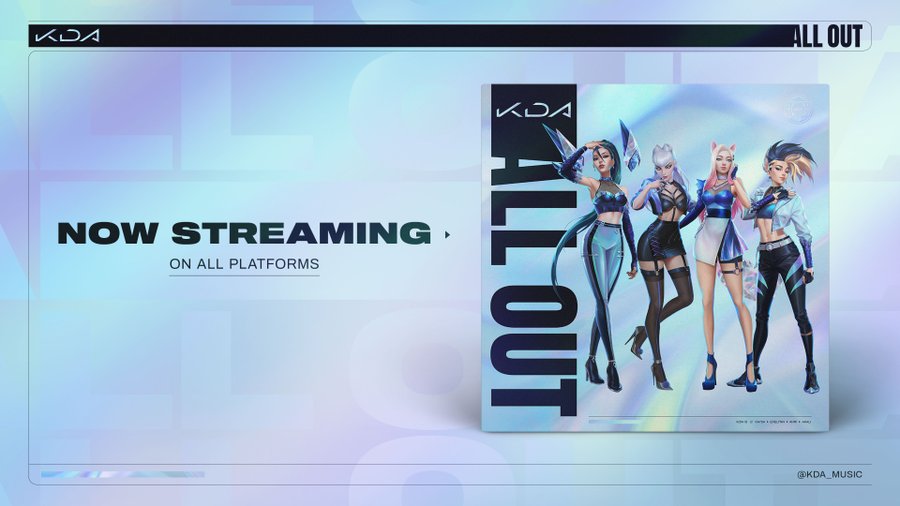 KDA
ALL OUT
NOW STREAMING
ON ALL PLATFORMS
KDA
ALL OUT
@KDA_MUSIC